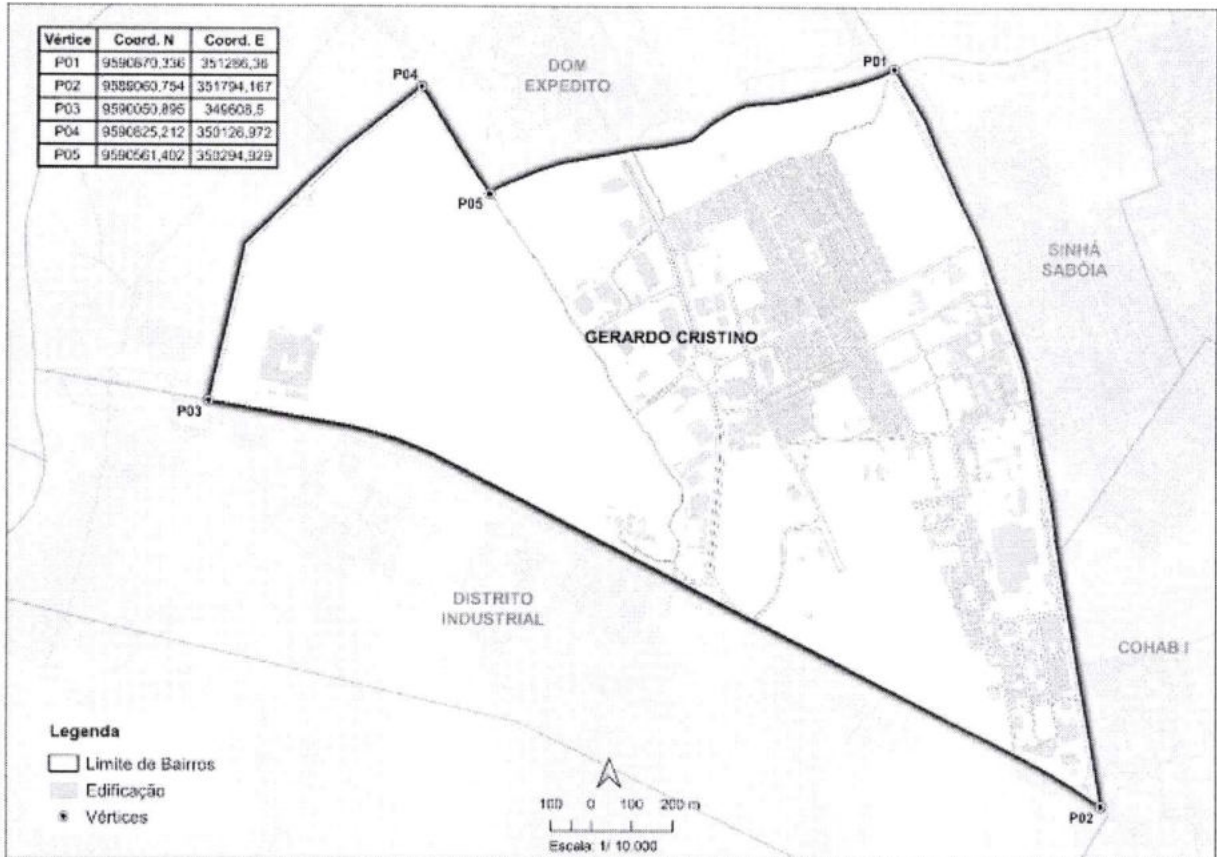 Vértice Coord. N Coord. E
P01 9590870,336 351286,36
P02 9589060,754 351794,167
P03 9590050,895 349608,5
P04 9590825,212 350126,972
P05 9590561,402 350294,929
P04
DOM
EXPEDITO
P01
P05
SINHÁ
SABÓIA
GERARDO CRISTINO
P03
DISTRITO
INDUSTRIAL
COHAB I
Legenda
Limite de Bairros
Edificação
Vértices
100 0 100 200 m
Escala: 1/ 10.000
P02